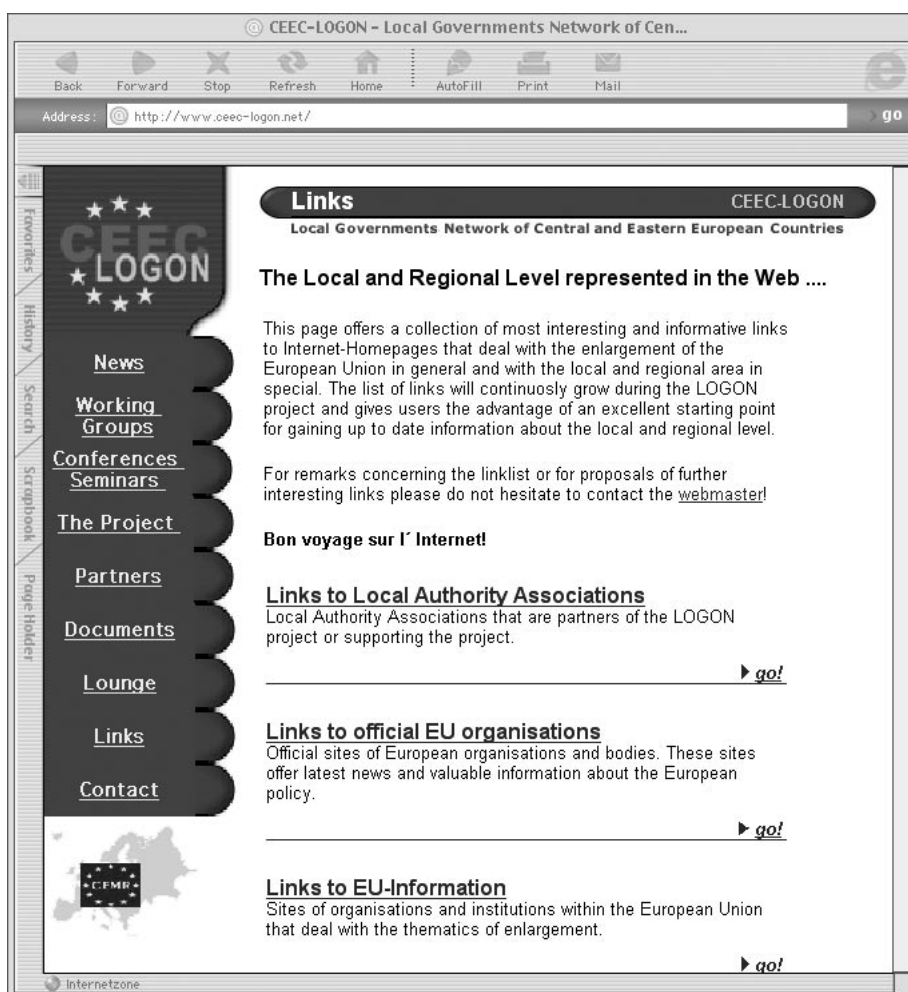 CEEC-LOGON – Local Governments Network of Cen...
Back Forward Stop Refresh Home AutoFill Print Mail
Address: http://www.ceec-logon.net/ go
Favorites
History
Search
Scrapbook
Page Holder
CEEC
LOGON
News
Working
Groups
Conferences
Seminars
The Project
Partners
Documents
Lounge
Links
Contact
CEMR
Links CEEC-LOGON
Local Governments Network of Central and Eastern European Countries
The Local and Regional Level represented in the Web ....
This page offers a collection of most interesting and informative links
to Internet-Homepages that deal with the enlargement of the
European Union in general and with the local and regional area in
special. The list of links will continuosly grow during the LOGON
project and gives users the advantage of an excellent starting point
for gaining up to date information about the local and regional level.
For remarks concerning the linklist or for proposals of further
interesting links please do not hesitate to contact the webmaster!
Bon voyage sur l´ Internet!
Links to Local Authority Associations
Local Authority Associations that are partners of the LOGON
project or supporting the project.
go!
Links to official EU organisations
Official sites of European organisations and bodies. These sites
offer latest news and valuable information about the European
policy.
go!
Links to EU-Information
Sites of organisations and institutions within the European Union
that deal with the thematics of enlargement.
go!
Internetzone